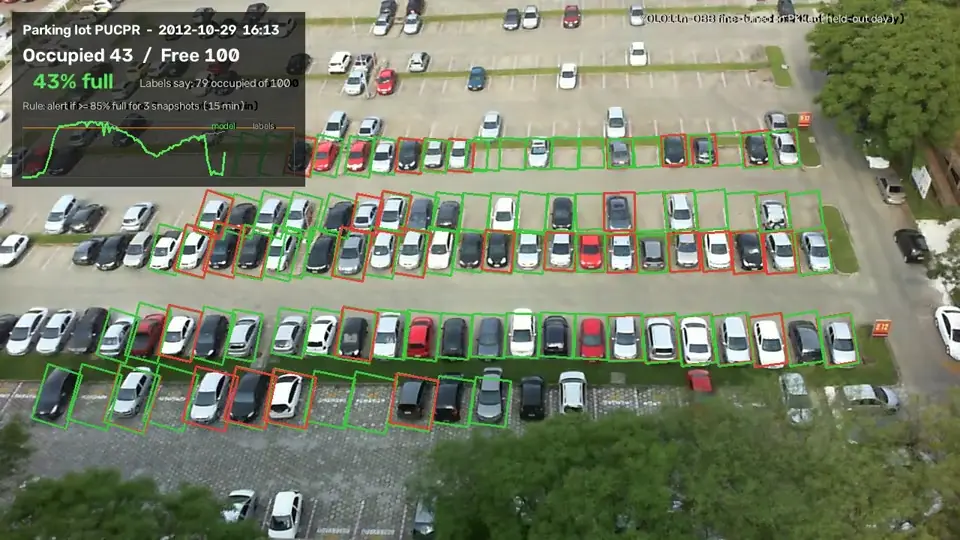 Parking lot PUCPR - 2012-10-29 16:13
Occupied 43 / Free 100
43% full
Labels say: 79 occupied of 100
Rule: alert if >= 85% full for 3 snapshots (15 min)
model labels